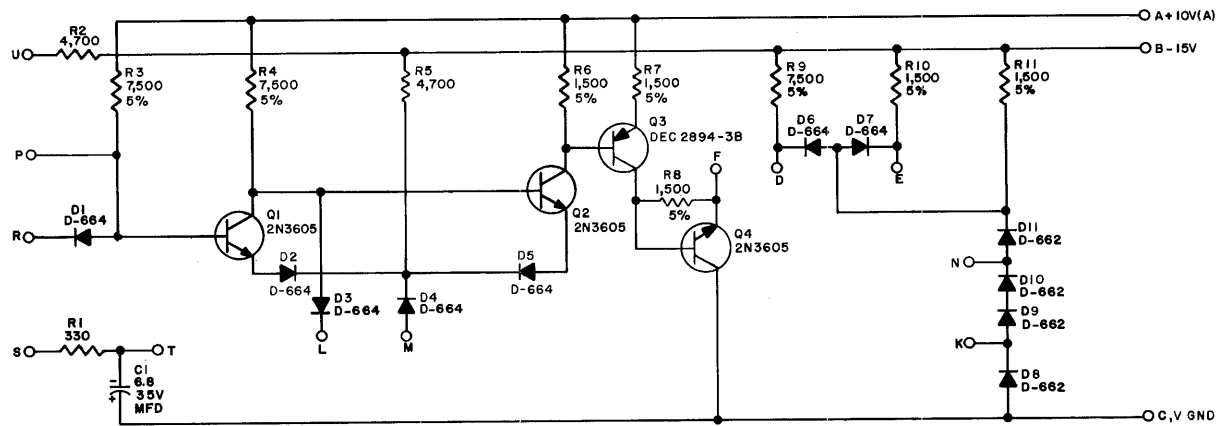 A+10V(A)
B-15V
U
R2
4,700
R3
7,500
5%
R4
7,500
5%
R5
4,700
R6
1,500
5%
R7
1,500
5%
R9
7,500
5%
R10
1,500
5%
R11
1,500
5%
Q3
DEC 2894-3B
D6
D-664
D7
D-664
P
F
D
E
R8
1,500
5%
D1
D-664
R
Q1
2N3605
Q2
2N3605
Q4
2N3605
D2
D-664
D5
D-664
D3
D-664
D4
D-664
L
M
D11
D-662
N
D10
D-662
D9
D-662
K
D8
D-662
R1
330
S
T
C1
6.8
35V
MFD
-
+
C,V GND